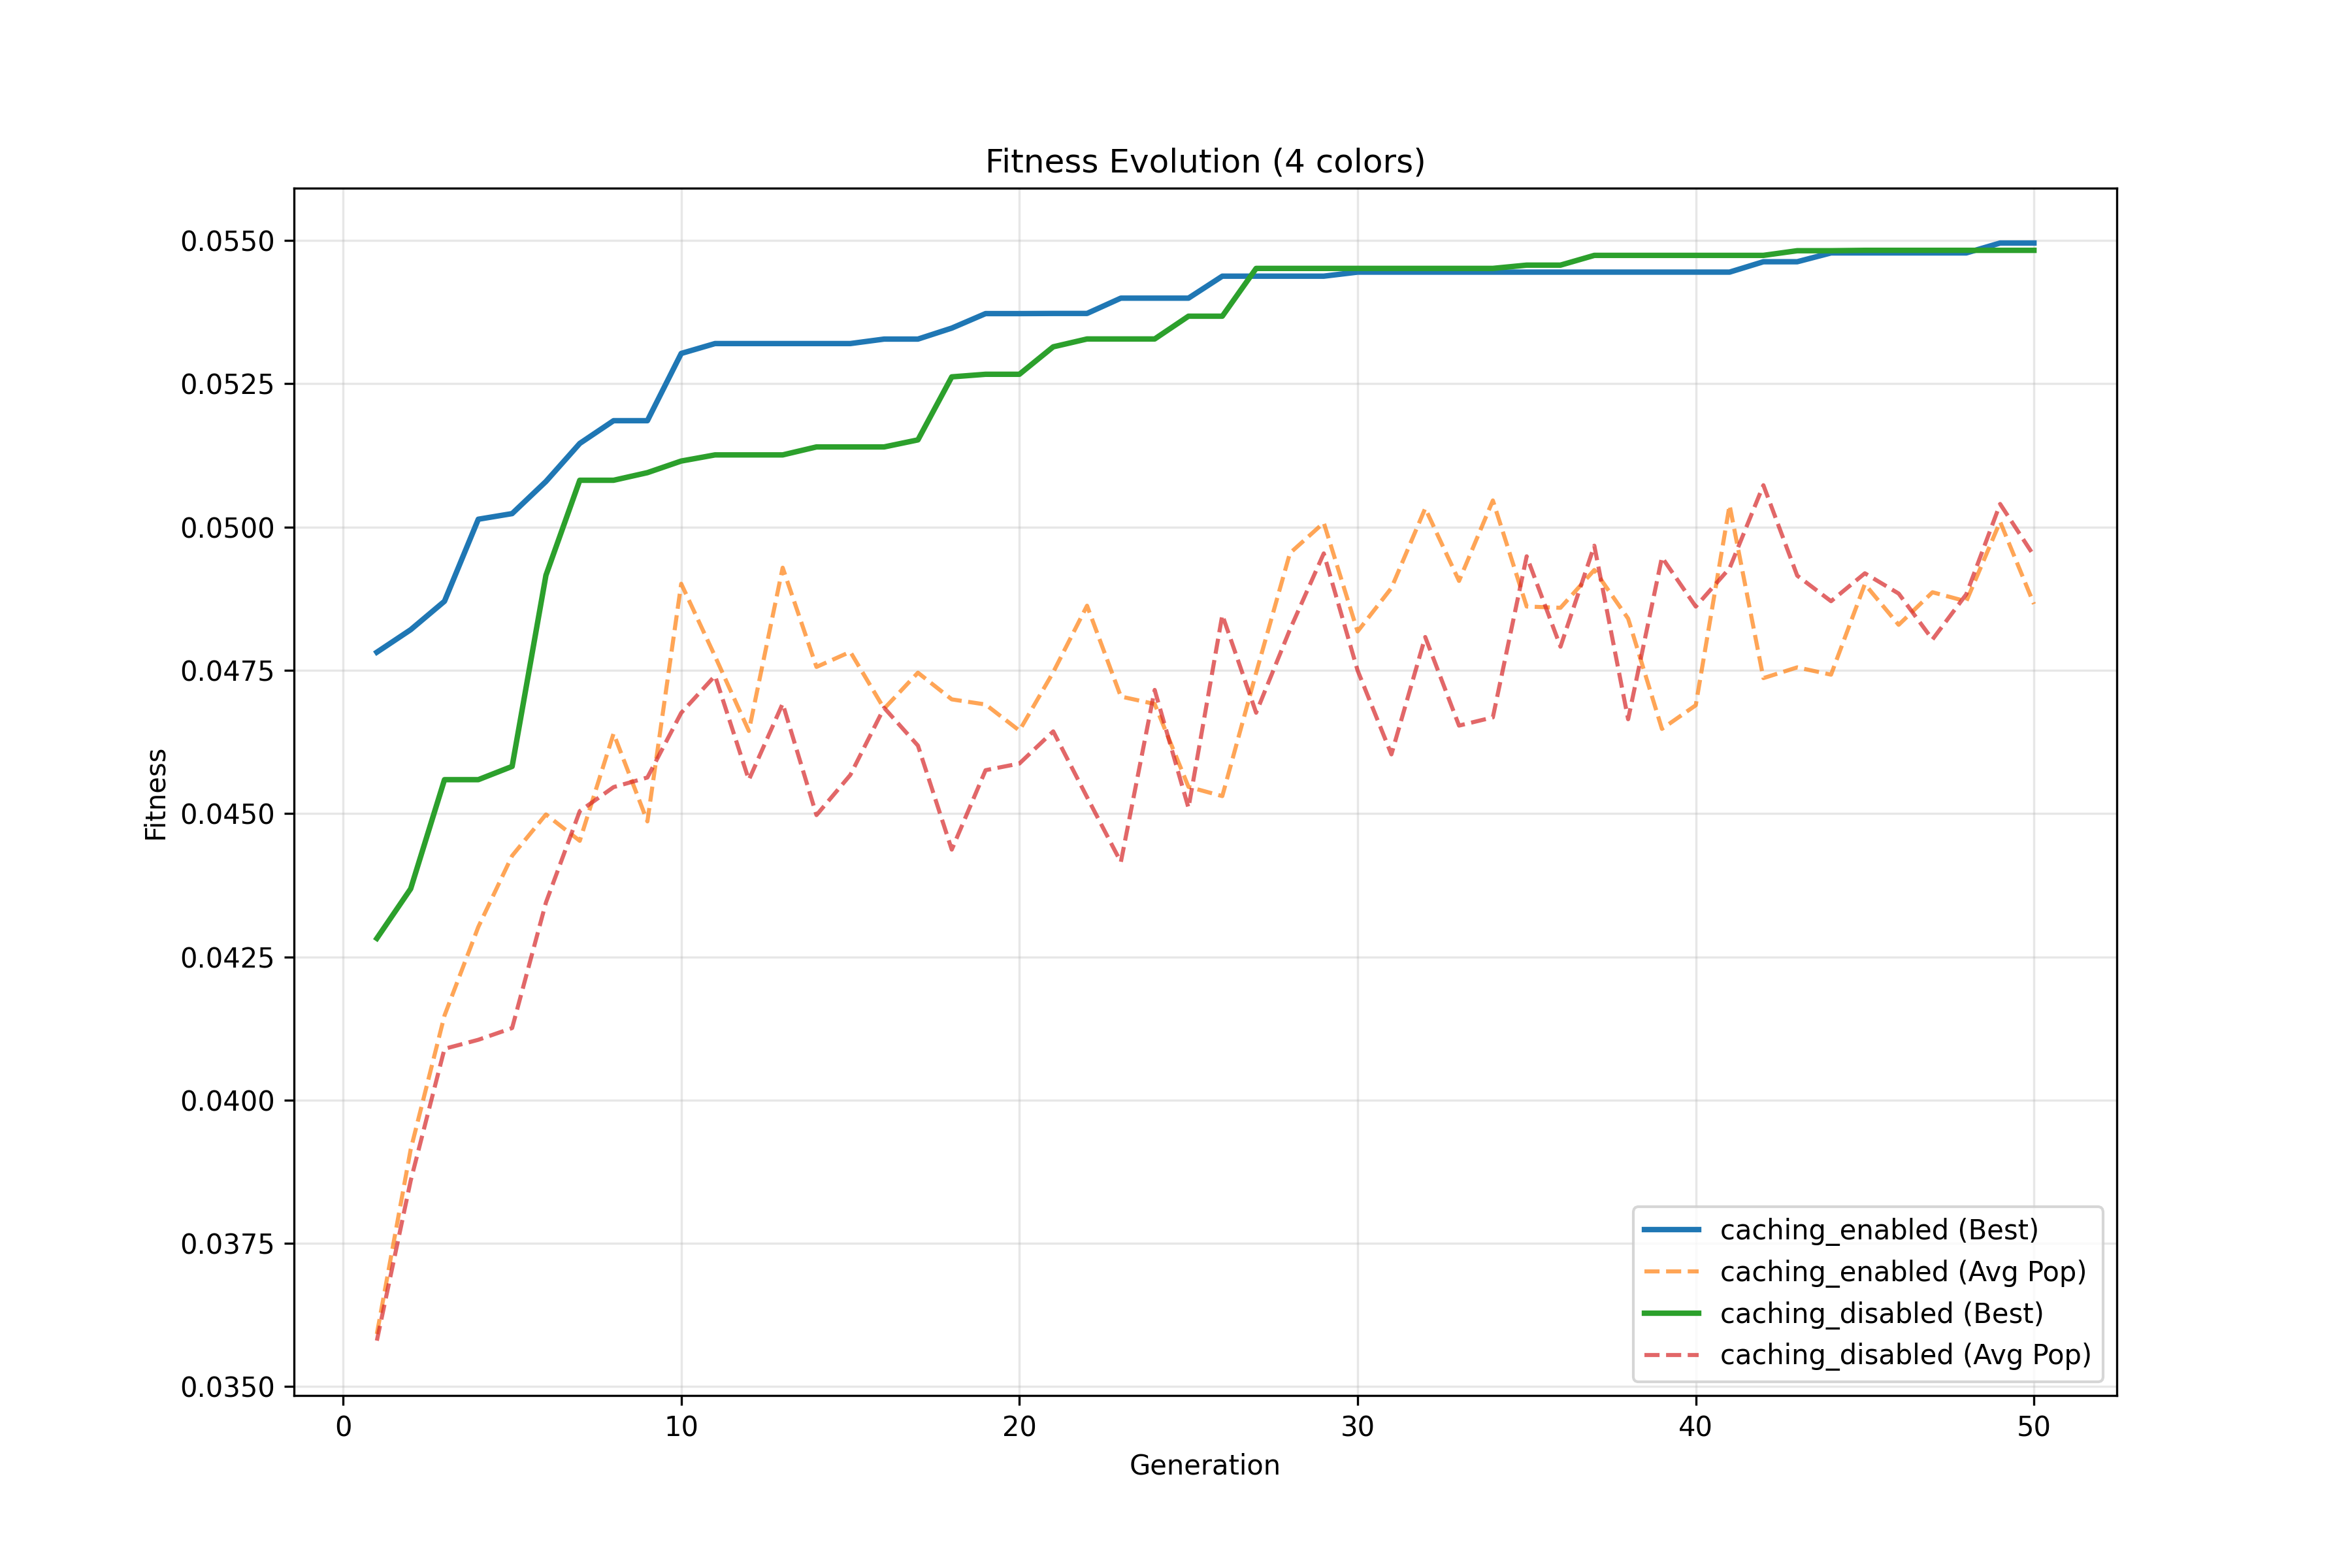 Fitness Evolution (4 colors)
0.0550
0.0525
0.0500
0.0475
0.0450
0.0425
0.0400
0.0375
0.0350
Fitness
0 10 20 30 40 50
Generation
caching_enabled (Best)
caching_enabled (Avg Pop)
caching_disabled (Best)
caching_disabled (Avg Pop)